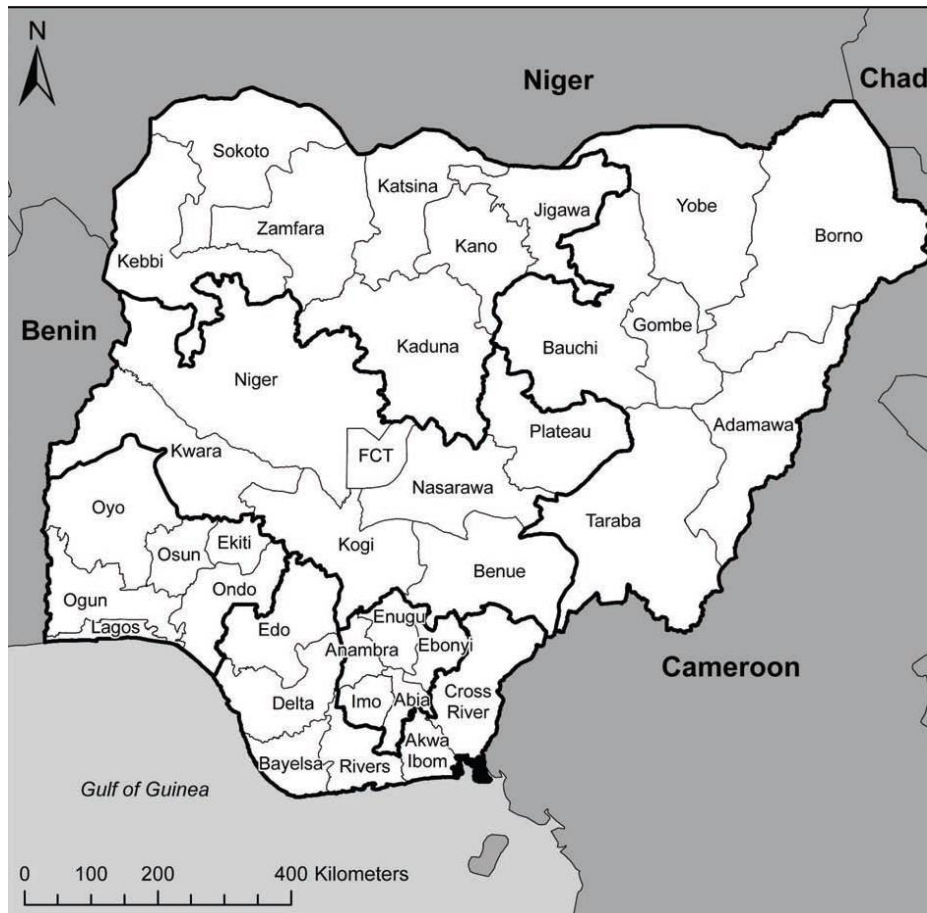 N
Niger
Chad
Sokoto
Katsina
Jigawa
Yobe
Zamfara
Kano
Borno
Kebbi
Benin
Gombe
Kaduna
Bauchi
Niger
Adamawa
Plateau
Kwara
FCT
Nasarawa
Oyo
Taraba
Ekiti
Osun
Kogi
Benue
Ondo
Ogun
Enugu
Lagos
Edo
Ebonyi
Anambra
Cameroon
Delta
Imo
Abia
Cross
River
Akwa
Ibom
Bayelsa
Rivers
Gulf of Guinea
0 100 200 400 Kilometers